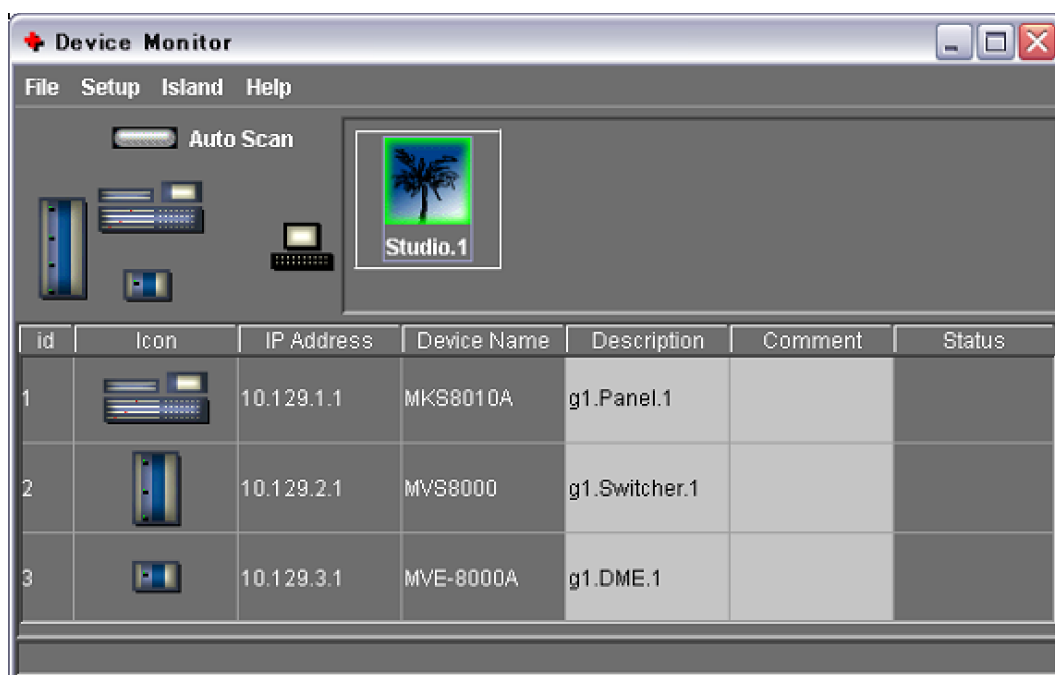 Device Monitor
File Setup Island Help
Auto Scan
Studio.1
id Icon IP Address Device Name Description Comment Status
1 10.129.1.1 MKS8010A g1.Panel.1
2 10.129.2.1 MVS8000 g1.Switcher.1
3 10.129.3.1 MVE-8000A g1.DME.1